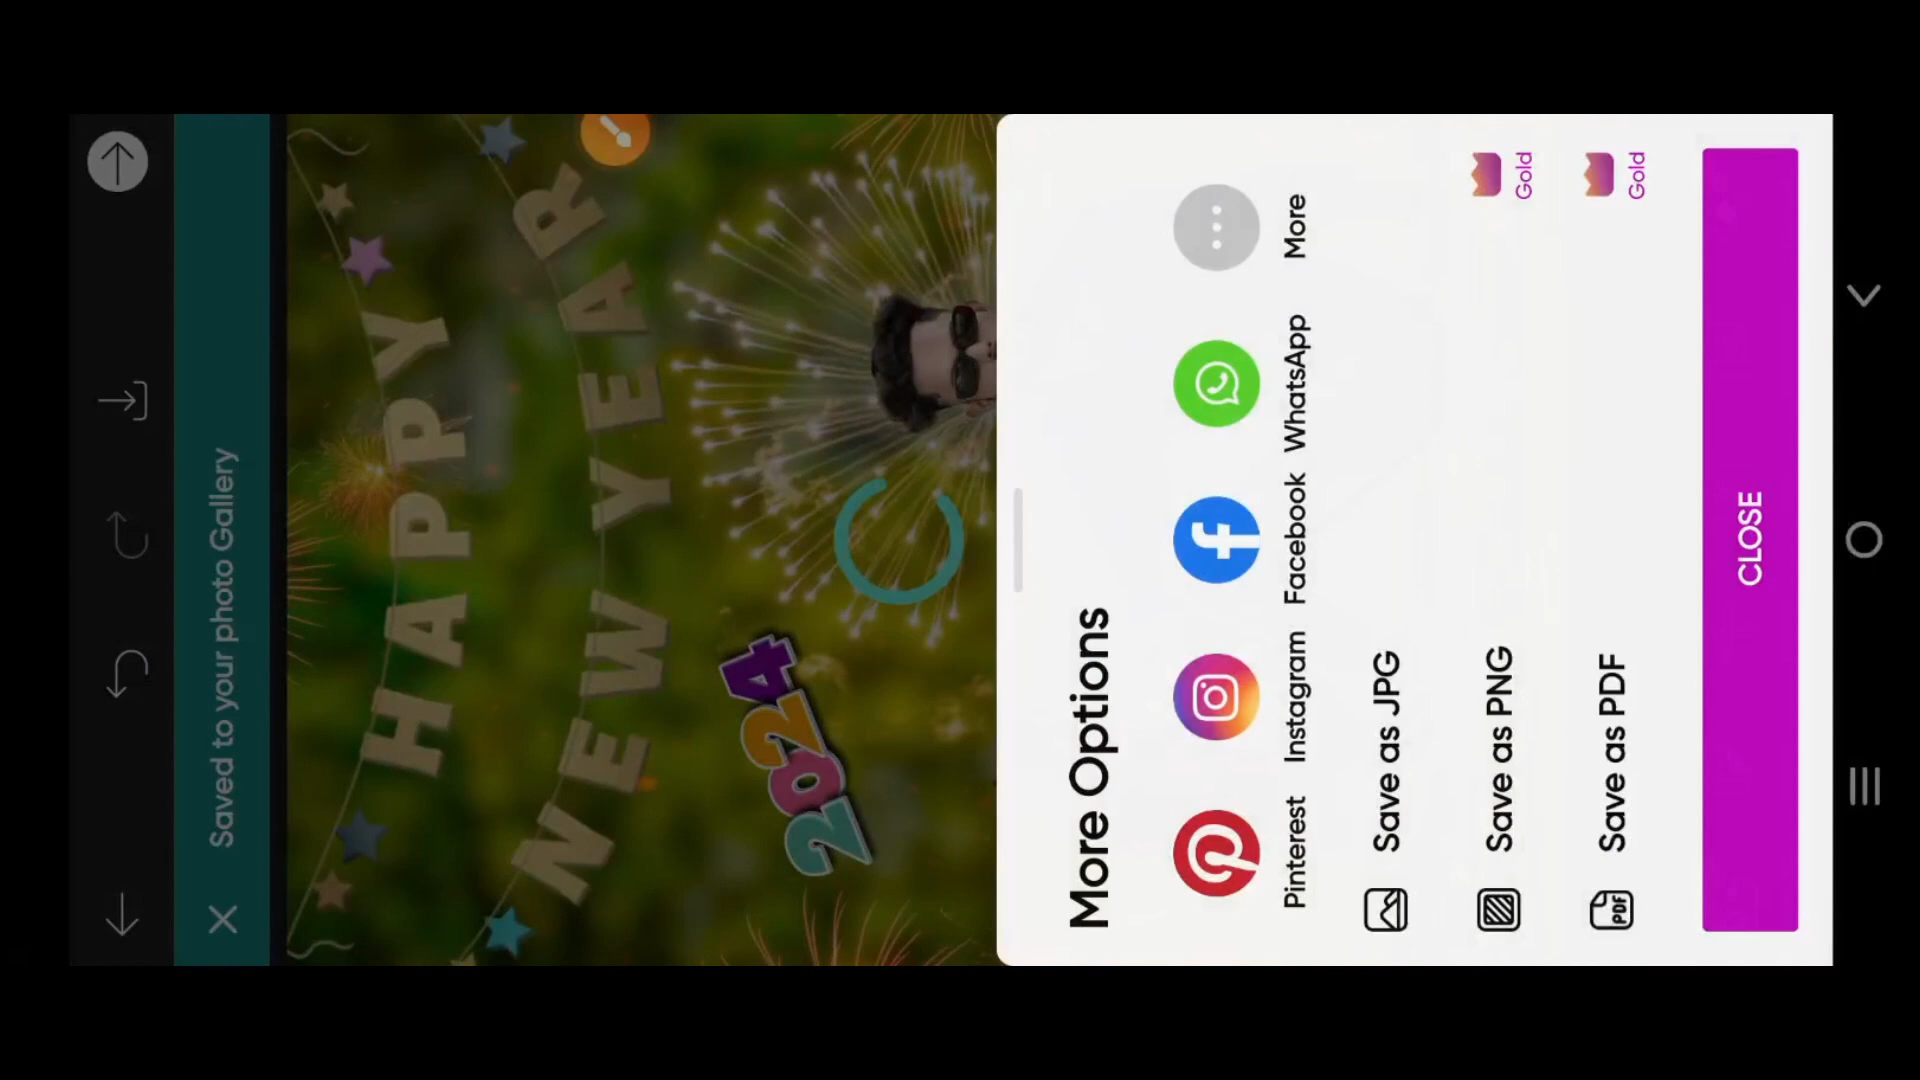 Saved to your photo Gallery
HAPPY
NEW YEAR
2024
More Options
Pinterest
Instagram
Facebook
WhatsApp
More
Save as JPG
Save as PNG
Gold
Save as PDF
Gold
PDF
CLOSE